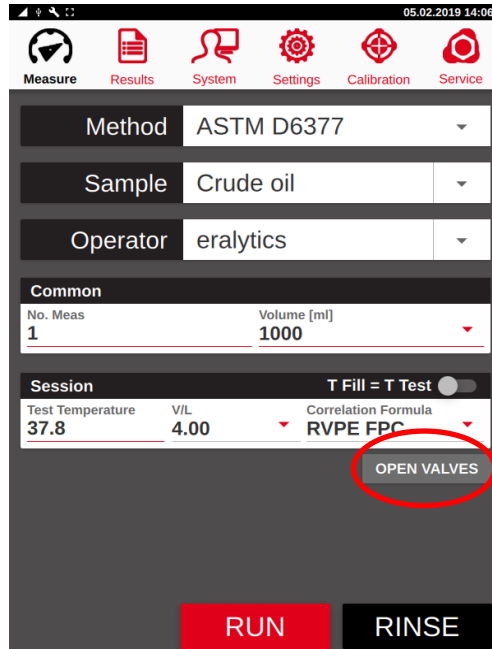 05.02.2019 14:06
Measure Results System Settings Calibration Service
Method ASTM D6377
Sample Crude oil
Operator eralytics
Common
No. Meas Volume [ml]
1 1000
Session T Fill = T Test
Test Temperature V/L Correlation Formula
37.8 4.00 RVPE FPC
OPEN VALVES
RUN RINSE